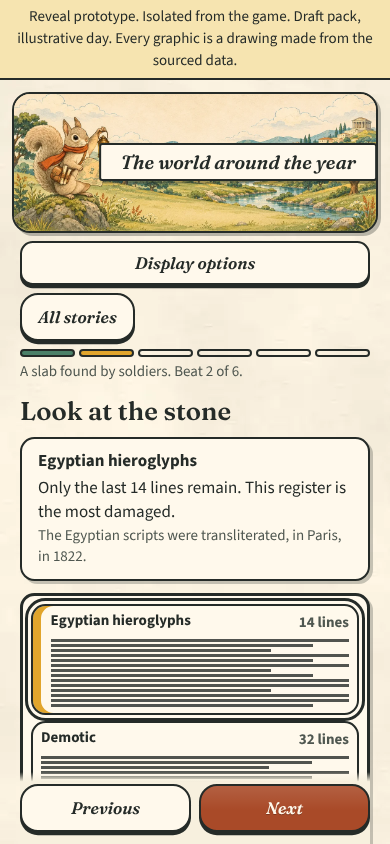 Reveal prototype. Isolated from the game. Draft pack,
illustrative day. Every graphic is a drawing made from the
sourced data.
The world around the year
Display options
All stories
A slab found by soldiers. Beat 2 of 6.
Look at the stone
Egyptian hieroglyphs
Only the last 14 lines remain. This register is
the most damaged.
The Egyptian scripts were transliterated, in Paris,
in 1822.
Egyptian hieroglyphs 14 lines
Demotic 32 lines
Previous Next